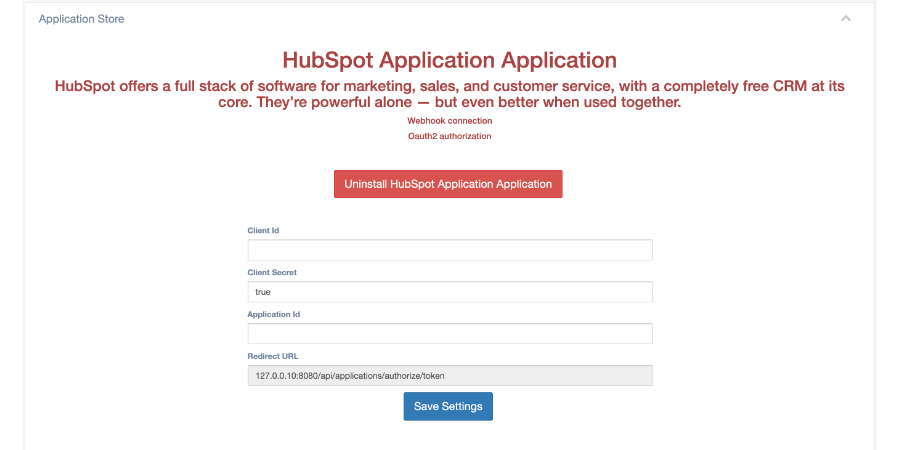 Application Store
HubSpot Application Application
HubSpot offers a full stack of software for marketing, sales, and customer service, with a completely free CRM at its
core. They're powerful alone — but even better when used together.
Webhook connection
Oauth2 authorization
Uninstall HubSpot Application Application
Client Id
Client Secret
true
Application Id
Redirect URL
127.0.0.10:8080/api/applications/authorize/token
Save Settings